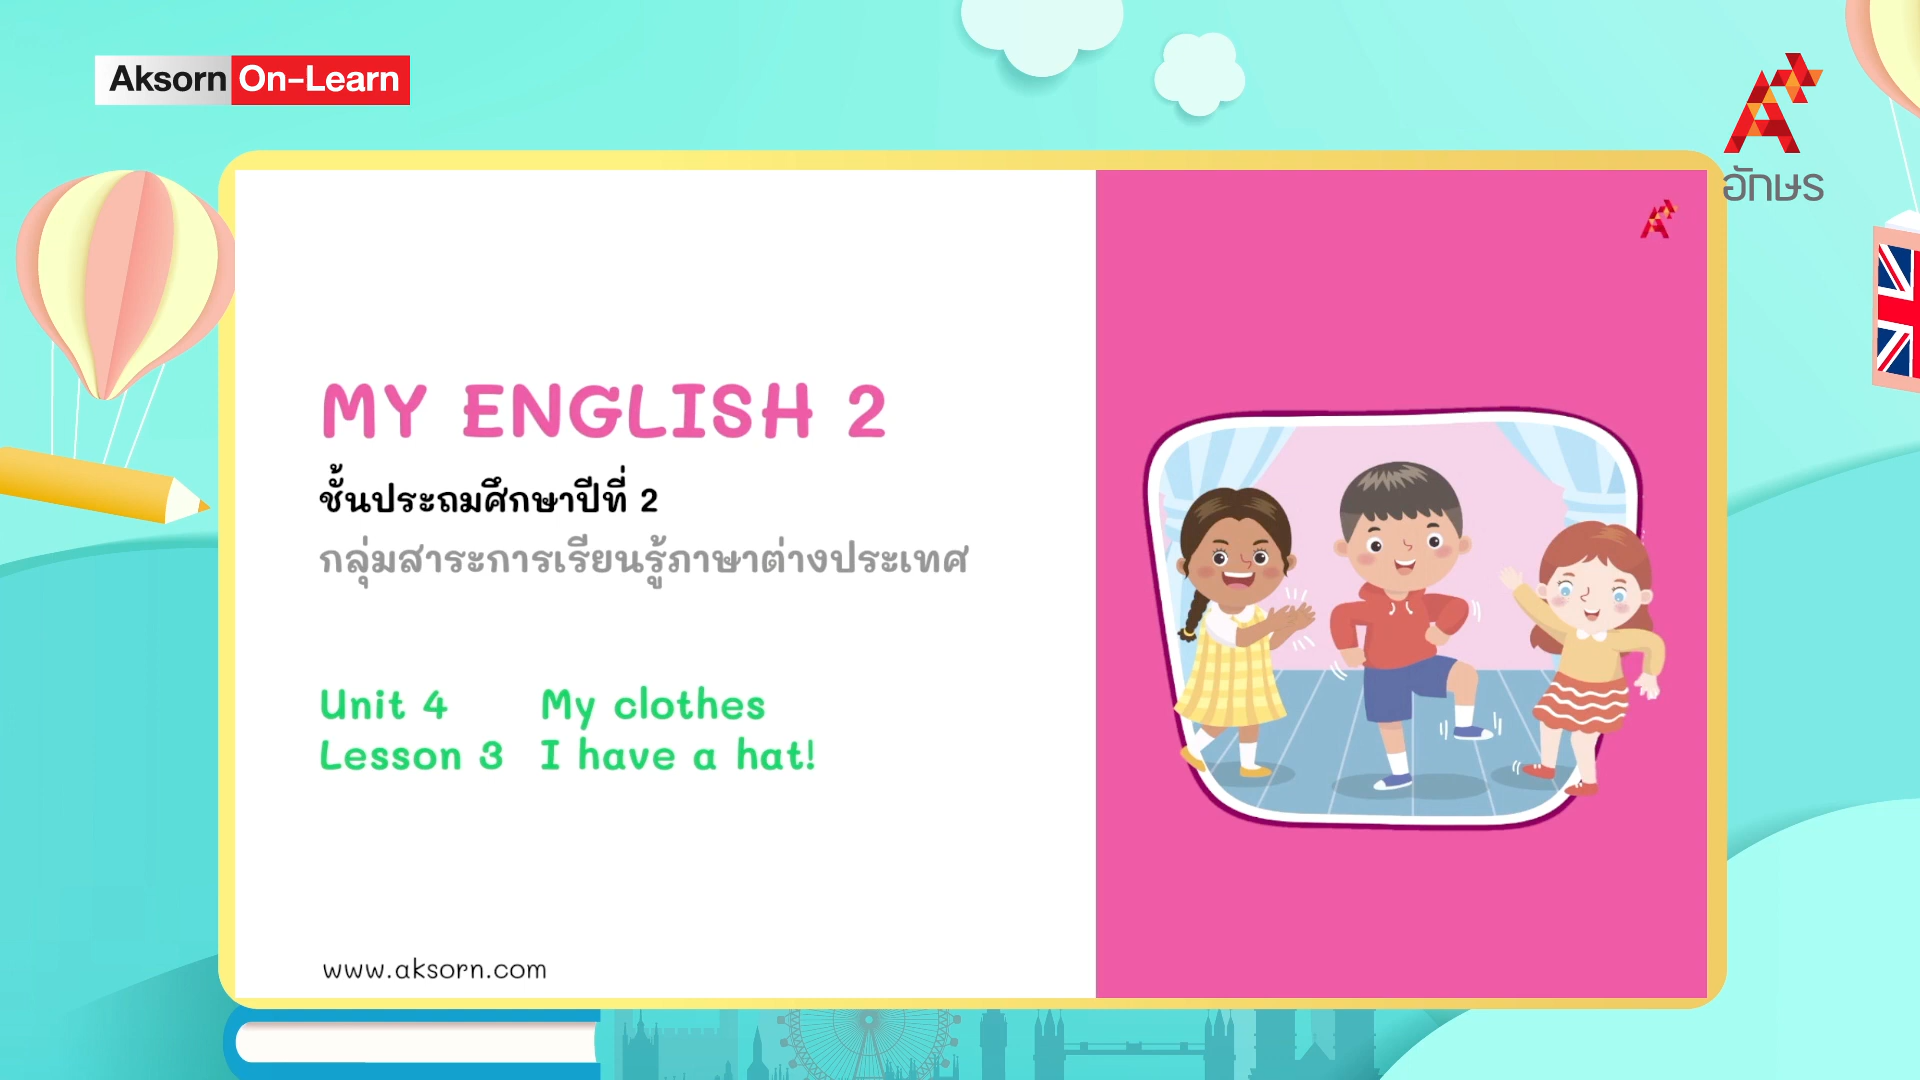 Aksorn On-Learn
อักษร
MY ENGLISH 2
ชั้นประถมศึกษาปีที่ 2
กลุ่มสาระการเรียนรู้ภาษาต่างประเทศ
Unit 4 My clothes
Lesson 3 I have a hat!
www.aksorn.com